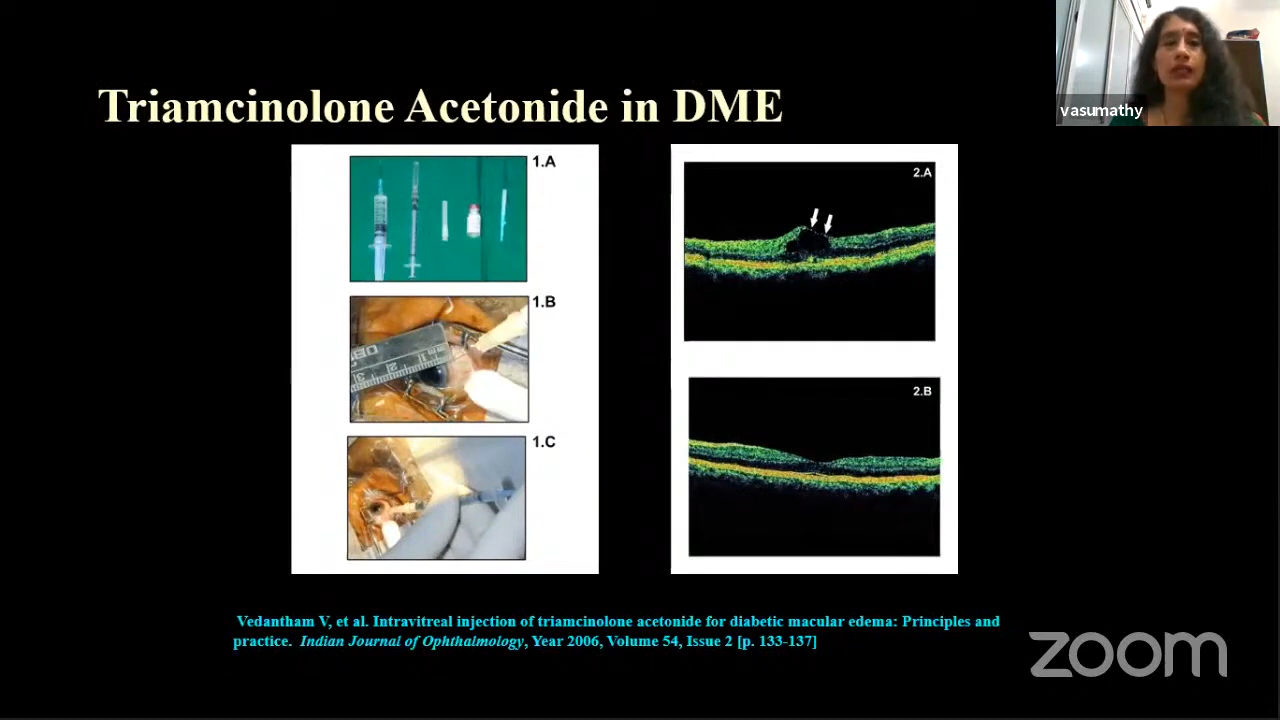 vasumathy
Triamcinolone Acetonide in DME
1.A
1.B
1.C
2.A
2.B
Vedantham V, et al. Intravitreal injection of triamcinolone acetonide for diabetic macular edema: Principles and
practice. Indian Journal of Ophthalmology, Year 2006, Volume 54, Issue 2 [p. 133-137]
zoom